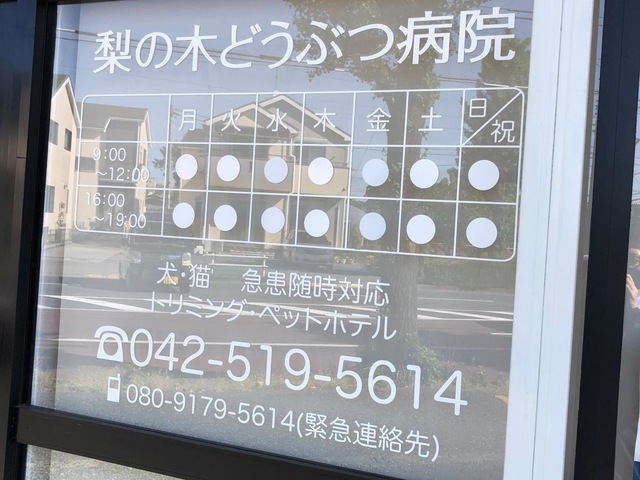 梨の木どうぶつ病院
月 火 水 木 金 土 日/祝
9:00
～12:00 ● ● ● ● ● ● ●
16:00
～19:00 ● ● ● ● ● ● ●
犬・猫 急患随時対応
トリミング・ペットホテル
☎042-519-5614
080-9179-5614(緊急連絡先)